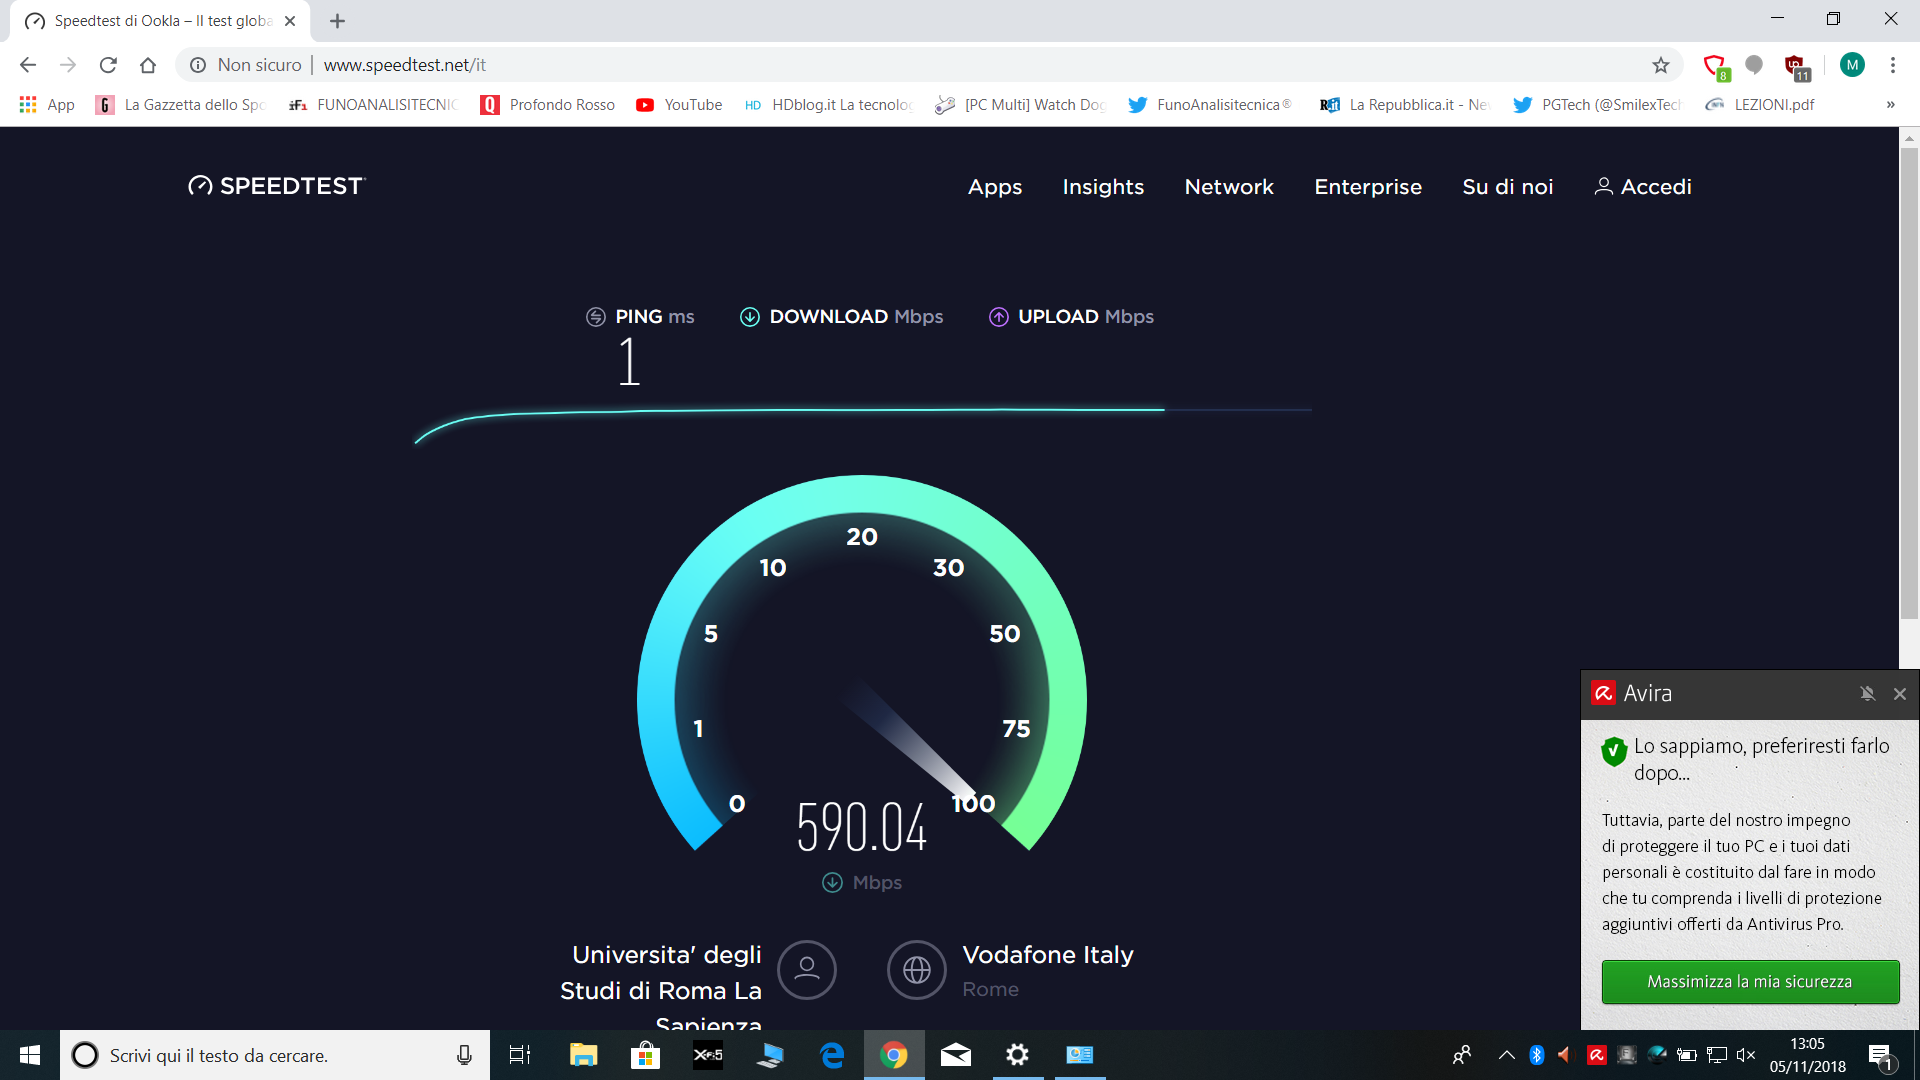 Speedtest di Ookla – Il test globa
Non sicuro | www.speedtest.net/it
8
11
M
App
La Gazzetta dello Spo
FUNOANALISITECNIC
Profondo Rosso
YouTube
HD HDblog.it La tecnolog
[PC Multi] Watch Dog
FunoAnalisitecnica®
La Repubblica.it - Nev
PGTech (@SmilexTech
LEZIONI.pdf
»
SPEEDTEST
Apps
Insights
Network
Enterprise
Su di noi
Accedi
PING ms
DOWNLOAD Mbps
UPLOAD Mbps
1
20
10
30
5
50
1
75
0
100
590.04
Mbps
Universita' degli
Studi di Roma La
Sapienza
Vodafone Italy
Rome
Avira
Lo sappiamo, preferiresti farlo
dopo...
Tuttavia, parte del nostro impegno
di proteggere il tuo PC e i tuoi dati
personali è costituito dal fare in modo
che tu comprenda i livelli di protezione
aggiuntivi offerti da Antivirus Pro.
Massimizza la mia sicurezza
Scrivi qui il testo da cercare.
13:05
05/11/2018
1